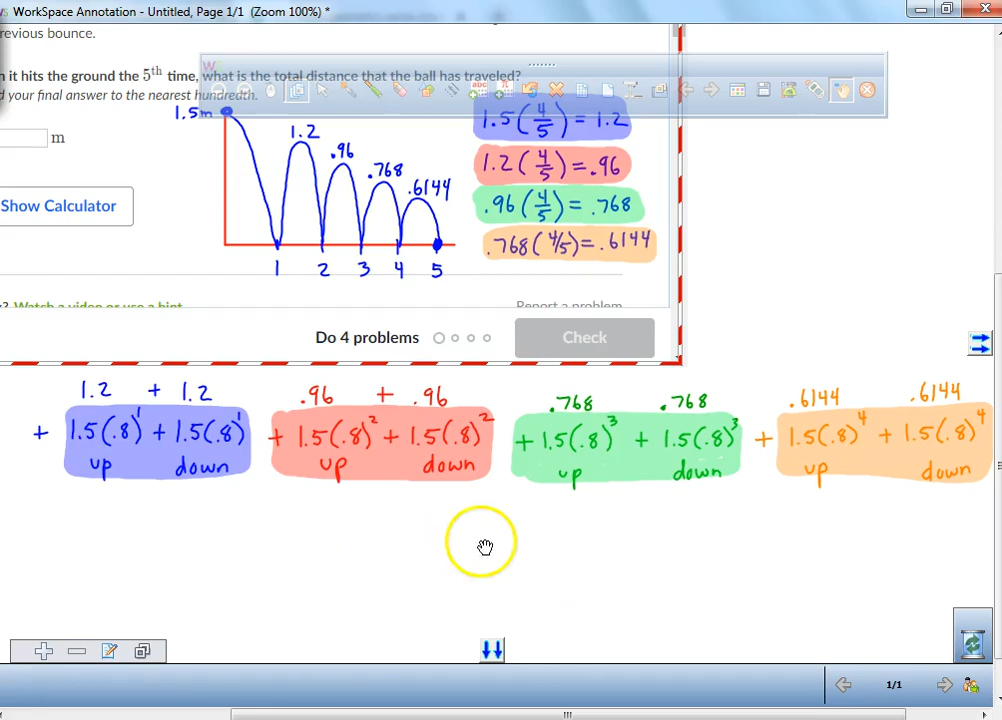 WorkSpace Annotation - Untitled, Page 1/1 (Zoom 100%) *
revious bounce.
it hits the ground the 5th time, what is the total distance that the ball has traveled?
d your final answer to the nearest hundredth.
1.5m
m
Show Calculator
1.2
.96
.768
.6144
1 2 3 4 5
1.5(4/5) = 1.2
1.2(4/5) = .96
.96(4/5) = .768
.768(4/5) = .6144
? Watch a video or use a hint
Report a problem
Do 4 problems
Check
1.2 + 1.2 .96 + .96 .768 .768 .6144 .6144
+ 1.5(.8)^1 + 1.5(.8)^1 + 1.5(.8)^2 + 1.5(.8)^2 + 1.5(.8)^3 + 1.5(.8)^3 + 1.5(.8)^4 + 1.5(.8)^4
up down up down up down up down
1/1